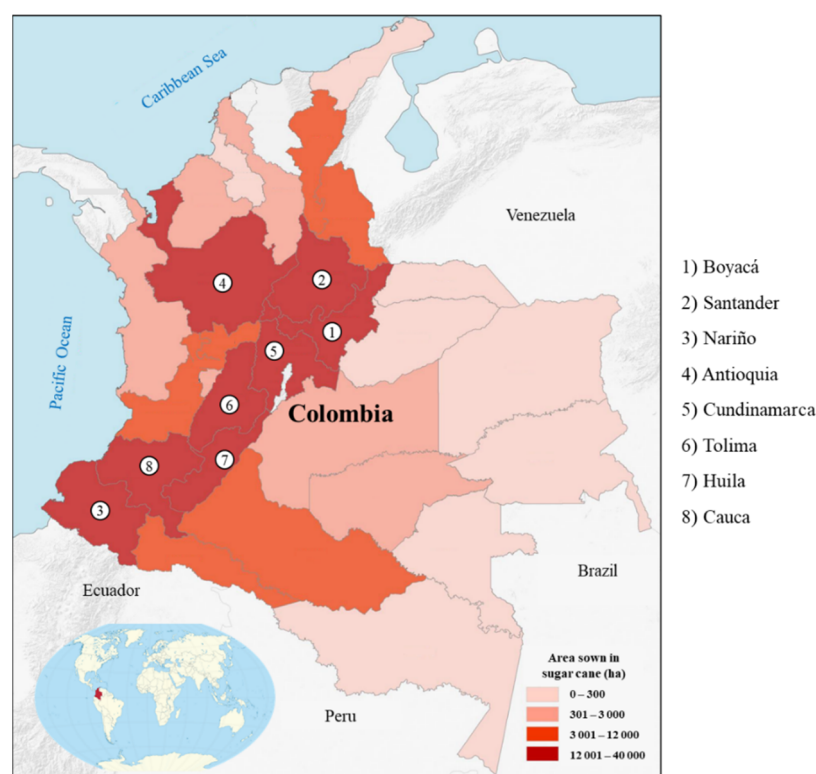 Caribbean Sea
Venezuela
Pacific Ocean
4
2
1
5
6
Colombia
7
8
3
Ecuador
Brazil
Peru
Area sown in
sugar cane (ha)
0 – 300
301 – 3 000
3 001 – 12 000
12 001 – 40 000
1) Boyacá
2) Santander
3) Nariño
4) Antioquia
5) Cundinamarca
6) Tolima
7) Huila
8) Cauca